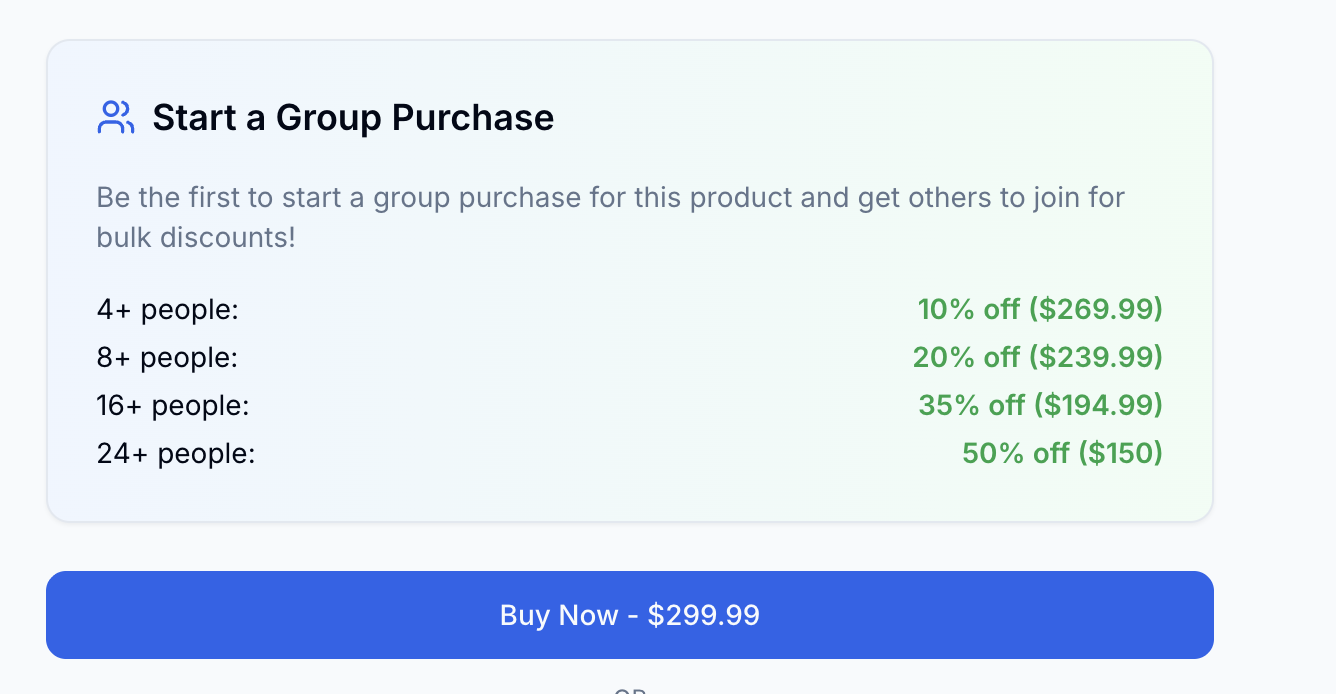 Start a Group Purchase
Be the first to start a group purchase for this product and get others to join for
bulk discounts!
4+ people: 10% off ($269.99)
8+ people: 20% off ($239.99)
16+ people: 35% off ($194.99)
24+ people: 50% off ($150)
Buy Now - $299.99
OR